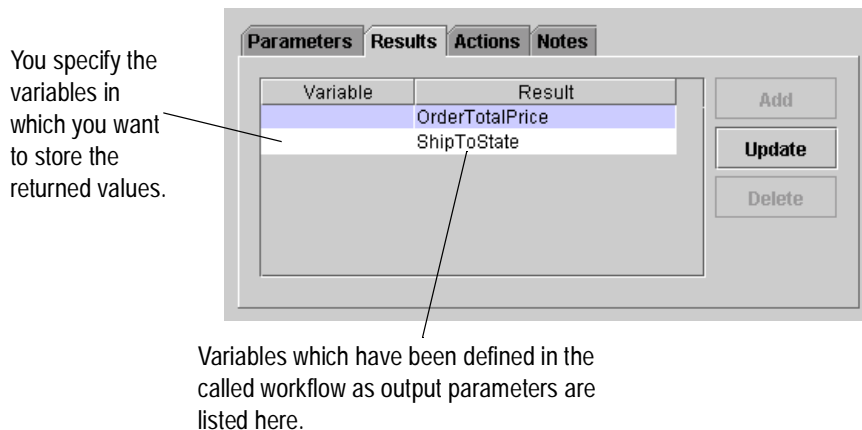 Parameters Results Actions Notes
You specify the
variables in
which you want
to store the
returned values.
Variable Result
OrderTotalPrice
ShipToState
Add
Update
Delete
Variables which have been defined in the
called workflow as output parameters are
listed here.